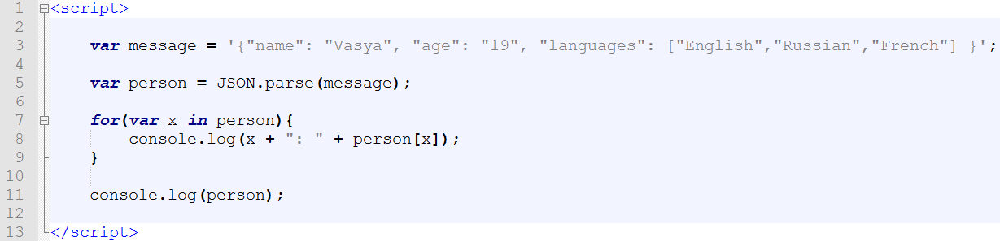 1 <script>
2
3 var message = '{"name": "Vasya", "age": "19", "languages": ["English","Russian","French"] }';
4
5 var person = JSON.parse(message);
6
7 for(var x in person){
8 console.log(x + ": " + person[x]);
9 }
10
11 console.log(person);
12
13 </script>